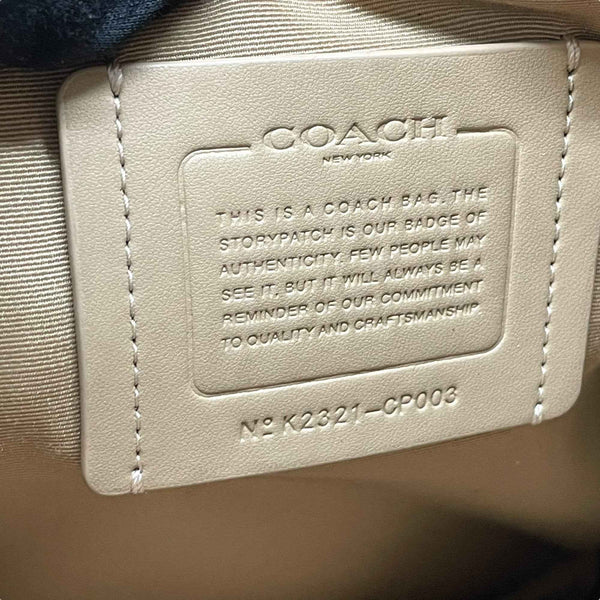 COACH
NEW YORK
THIS IS A COACH BAG. THE
STORYPATCH IS OUR BADGE OF
AUTHENTICITY. FEW PEOPLE MAY
SEE IT, BUT IT WILL ALWAYS BE A
REMINDER OF OUR COMMITMENT
TO QUALITY AND CRAFTSMANSHIP.
Nº K2321-CP003